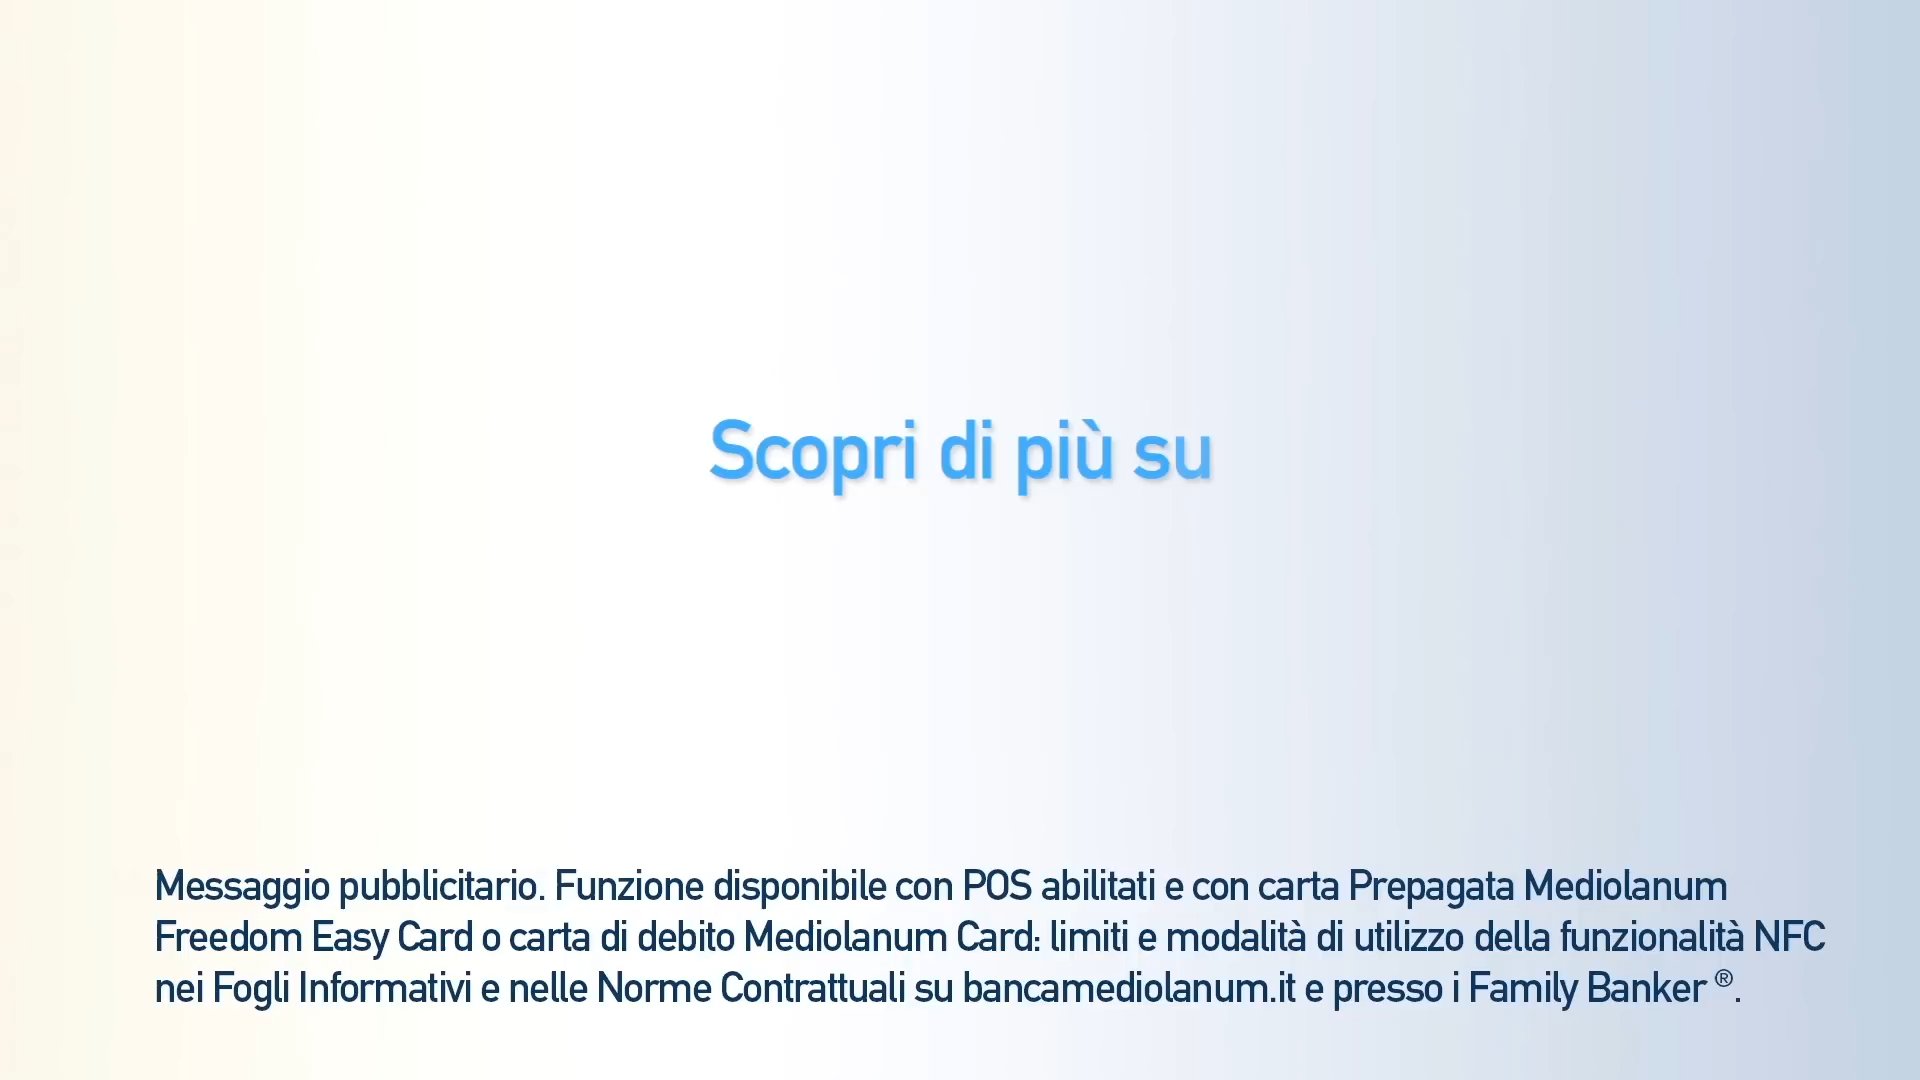 Scopri di più su
Messaggio pubblicitario. Funzione disponibile con POS abilitati e con carta Prepagata Mediolanum
Freedom Easy Card o carta di debito Mediolanum Card: limiti e modalità di utilizzo della funzionalità NFC
nei Fogli Informativi e nelle Norme Contrattuali su bancamediolanum.it e presso i Family Banker ®.